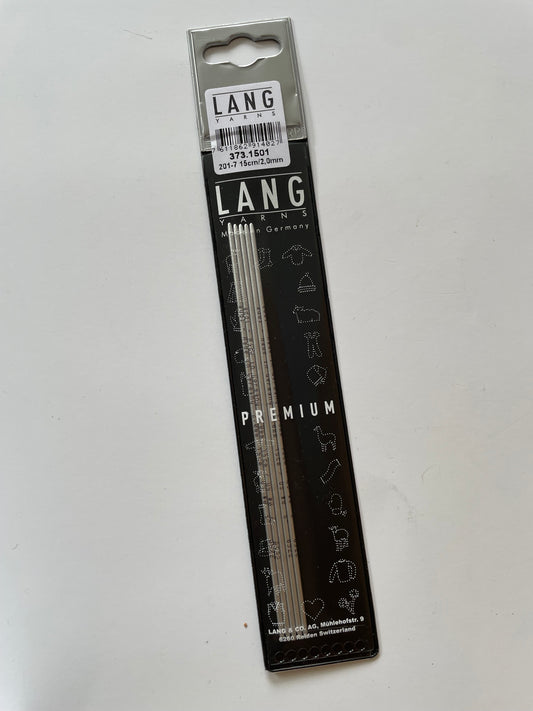 LANG
YARNS
7 611862 914027
373.1501
201-7 15cm/2,0mm
LANG
YARNS
Made in Germany
PREMIUM
LANG & CO. AG, Mühlehofstr. 9
6260 Reiden Switzerland